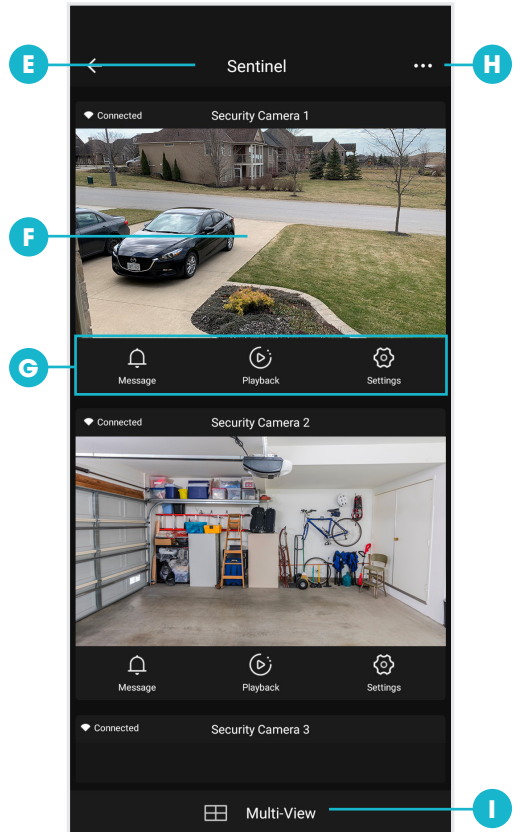 E Sentinel H
Connected Security Camera 1
F
G
Message Playback Settings
Connected Security Camera 2
Message Playback Settings
Connected Security Camera 3
Multi-View I